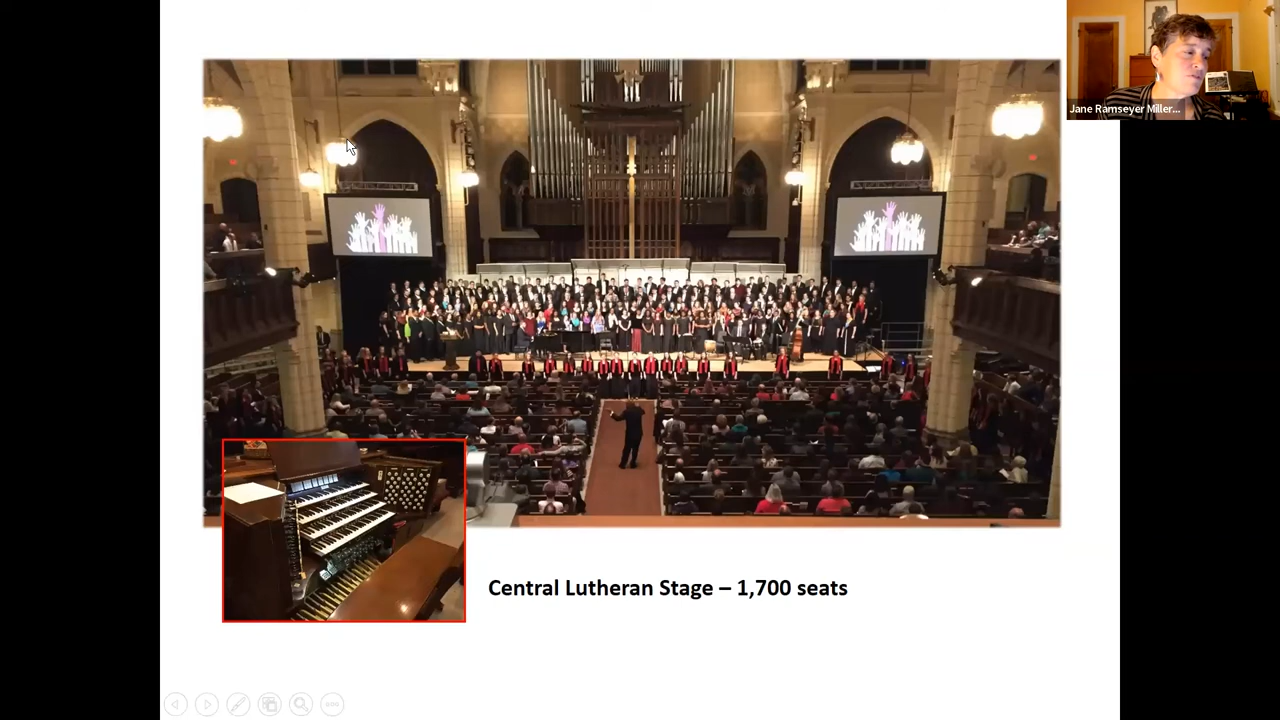 Jane Ramseyer Miller...
Central Lutheran Stage – 1,700 seats